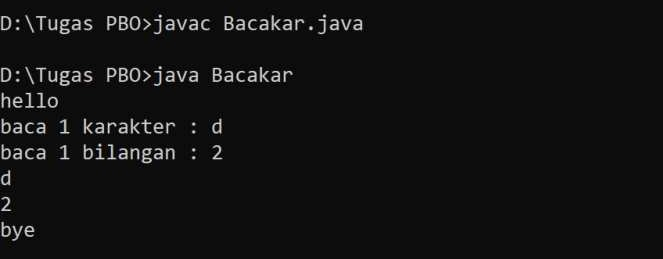 D:\Tugas PBO>javac Bacakar.java
D:\Tugas PBO>java Bacakar
hello
baca 1 karakter : d
baca 1 bilangan : 2
d
2
bye